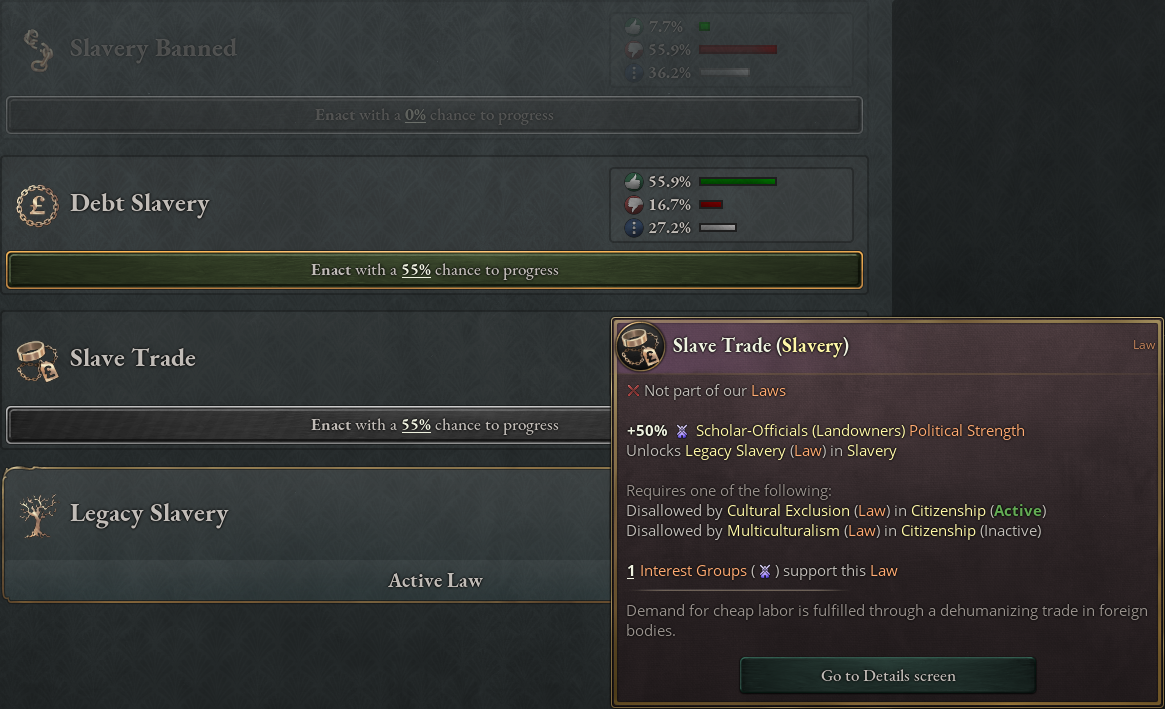 Slavery Banned
7.7%
55.9%
36.2%
Enact with a 0% chance to progress
Debt Slavery
55.9%
16.7%
27.2%
Enact with a 55% chance to progress
Slave Trade
Enact with a 55% chance to progress
Legacy Slavery
Active Law
Slave Trade (Slavery)
Law
Not part of our Laws
+50% Scholar-Officials (Landowners) Political Strength
Unlocks Legacy Slavery (Law) in Slavery
Requires one of the following:
Disallowed by Cultural Exclusion (Law) in Citizenship (Active)
Disallowed by Multiculturalism (Law) in Citizenship (Inactive)
1 Interest Groups ( ) support this Law
Demand for cheap labor is fulfilled through a dehumanizing trade in foreign
bodies.
Go to Details screen